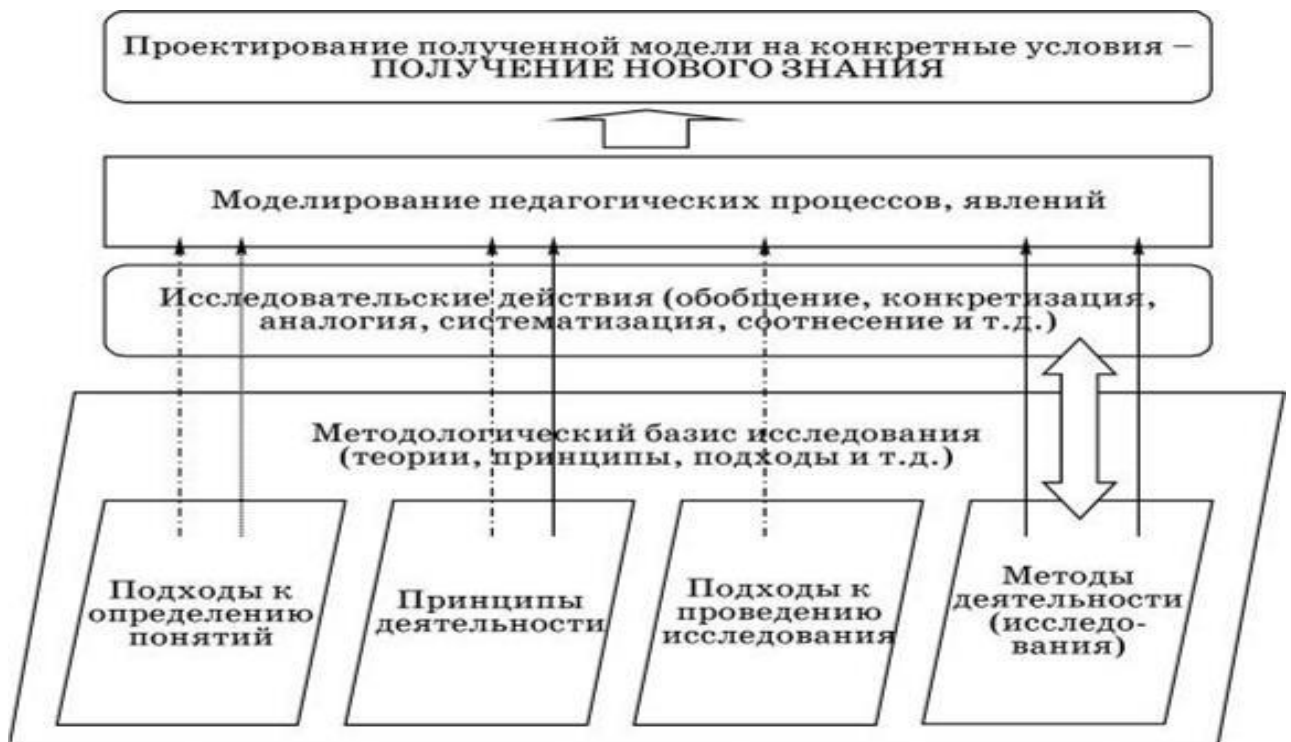 Проектирование полученной модели на конкретные условия –
ПОЛУЧЕНИЕ НОВОГО ЗНАНИЯ
Моделирование педагогических процессов, явлений
Исследовательские действия (обобщение, конкретизация,
аналогия, систематизация, соотнесение и т.д.)
Методологический базис исследования
(теории, принципы, подходы и т.д.)
Подходы к
определению
понятий
Принципы
деятельности
Подходы к
проведению
исследования
Методы
деятельности
(исследо-
вания)